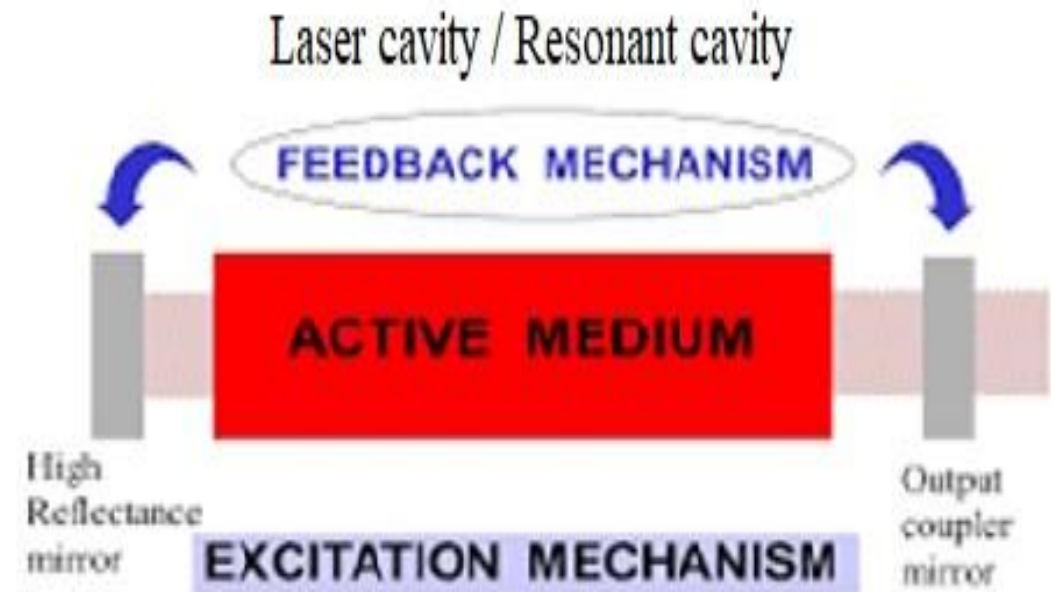 Laser cavity / Resonant cavity
FEEDBACK MECHANISM
ACTIVE MEDIUM
High
Reflectance
mirror
Output
coupler
mirror
EXCITATION MECHANISM